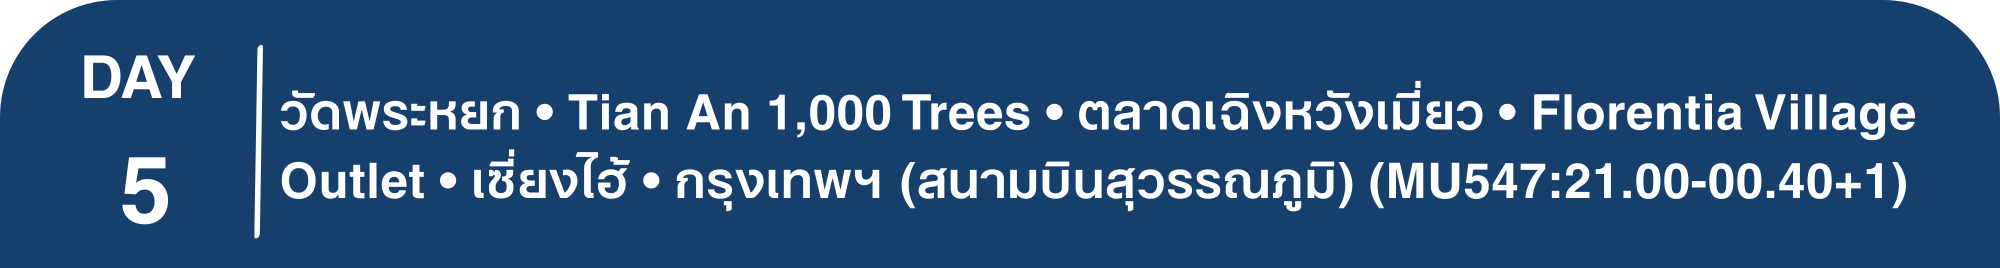 DAY
5
วัดพระหยก • Tian An 1,000 Trees • ตลาดเฉิงหวังเมี่ยว • Florentia Village
Outlet • เซี่ยงไฮ้ • กรุงเทพฯ (สนามบินสุวรรณภูมิ) (MU547:21.00-00.40+1)